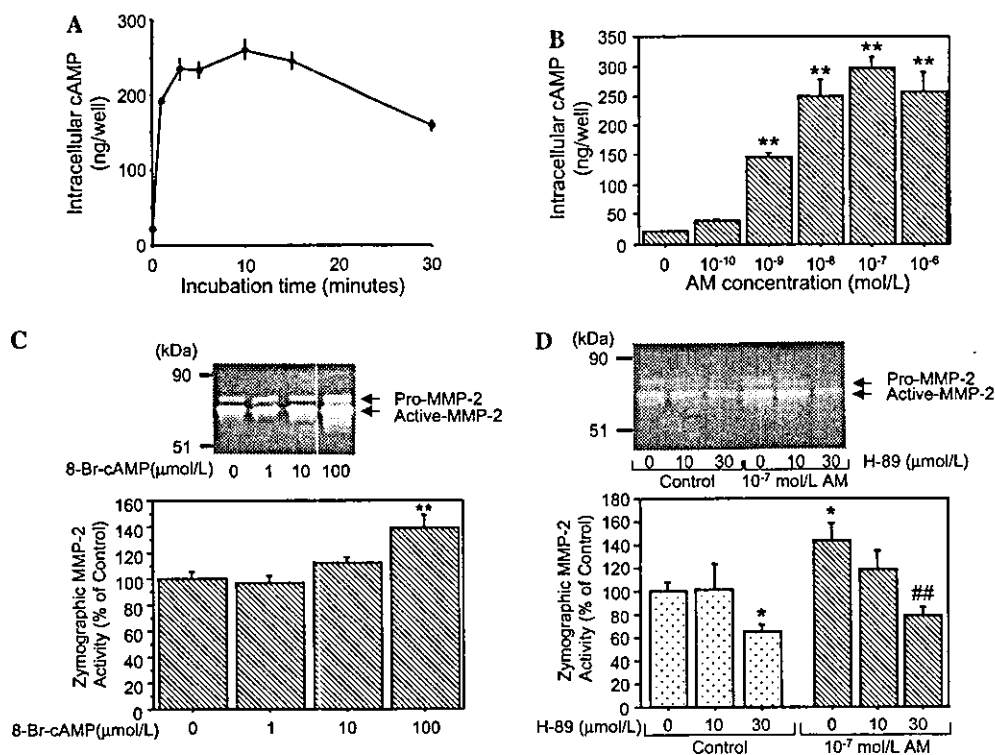 A
Intracellular cAMP
(ng/well)
300
200
100
0
0
10
20
30
Incubation time (minutes)
B
Intracellular cAMP
(ng/well)
350
300
250
200
150
100
50
0
**
**
**
**
0
10⁻¹⁰
10⁻⁹
10⁻⁸
10⁻⁷
10⁻⁶
AM concentration (mol/L)
C
(kDa)
90
51
Pro-MMP-2
Active-MMP-2
8-Br-cAMP(μmol/L)
0
1
10
100
Zymographic MMP-2
Activity (% of Control)
160
140
120
100
80
60
40
20
0
**
8-Br-cAMP(μmol/L)
0
1
10
100
D
(kDa)
90
51
Pro-MMP-2
Active-MMP-2
0 10 30 0 10 30 H-89 (μmol/L)
Control 10⁻⁷ mol/L AM
Zymographic MMP-2
Activity (% of Control)
180
160
140
120
100
80
60
40
20
0
*
*
##
H-89 (μmol/L) 0 10 30 0 10 30
Control 10⁻⁷ mol/L AM